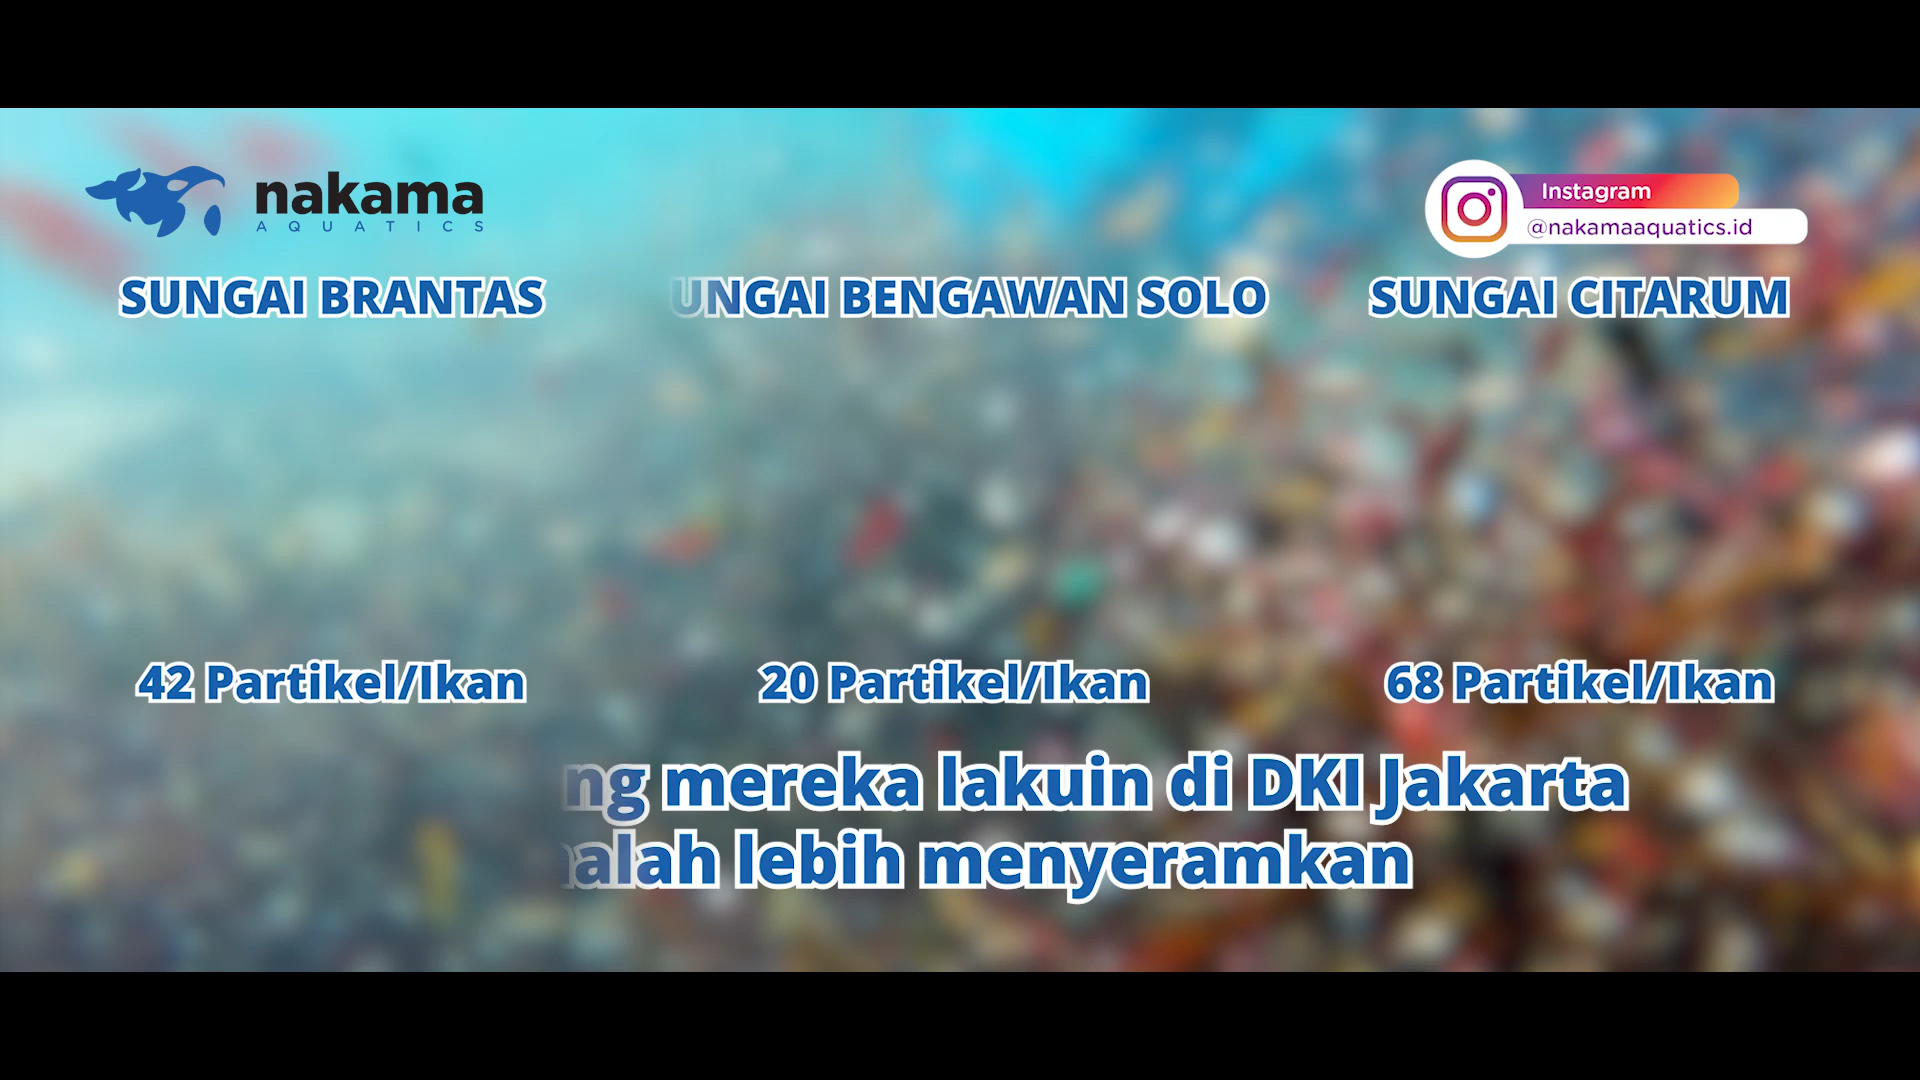 nakama
AQUATICS
Instagram
@nakamaaquatics.id
SUNGAI BRANTAS
UNGAI BENGAWAN SOLO
SUNGAI CITARUM
42 Partikel/Ikan
20 Partikel/Ikan
68 Partikel/Ikan
ng mereka lakuin di DKI Jakarta
alah lebih menyeramkan